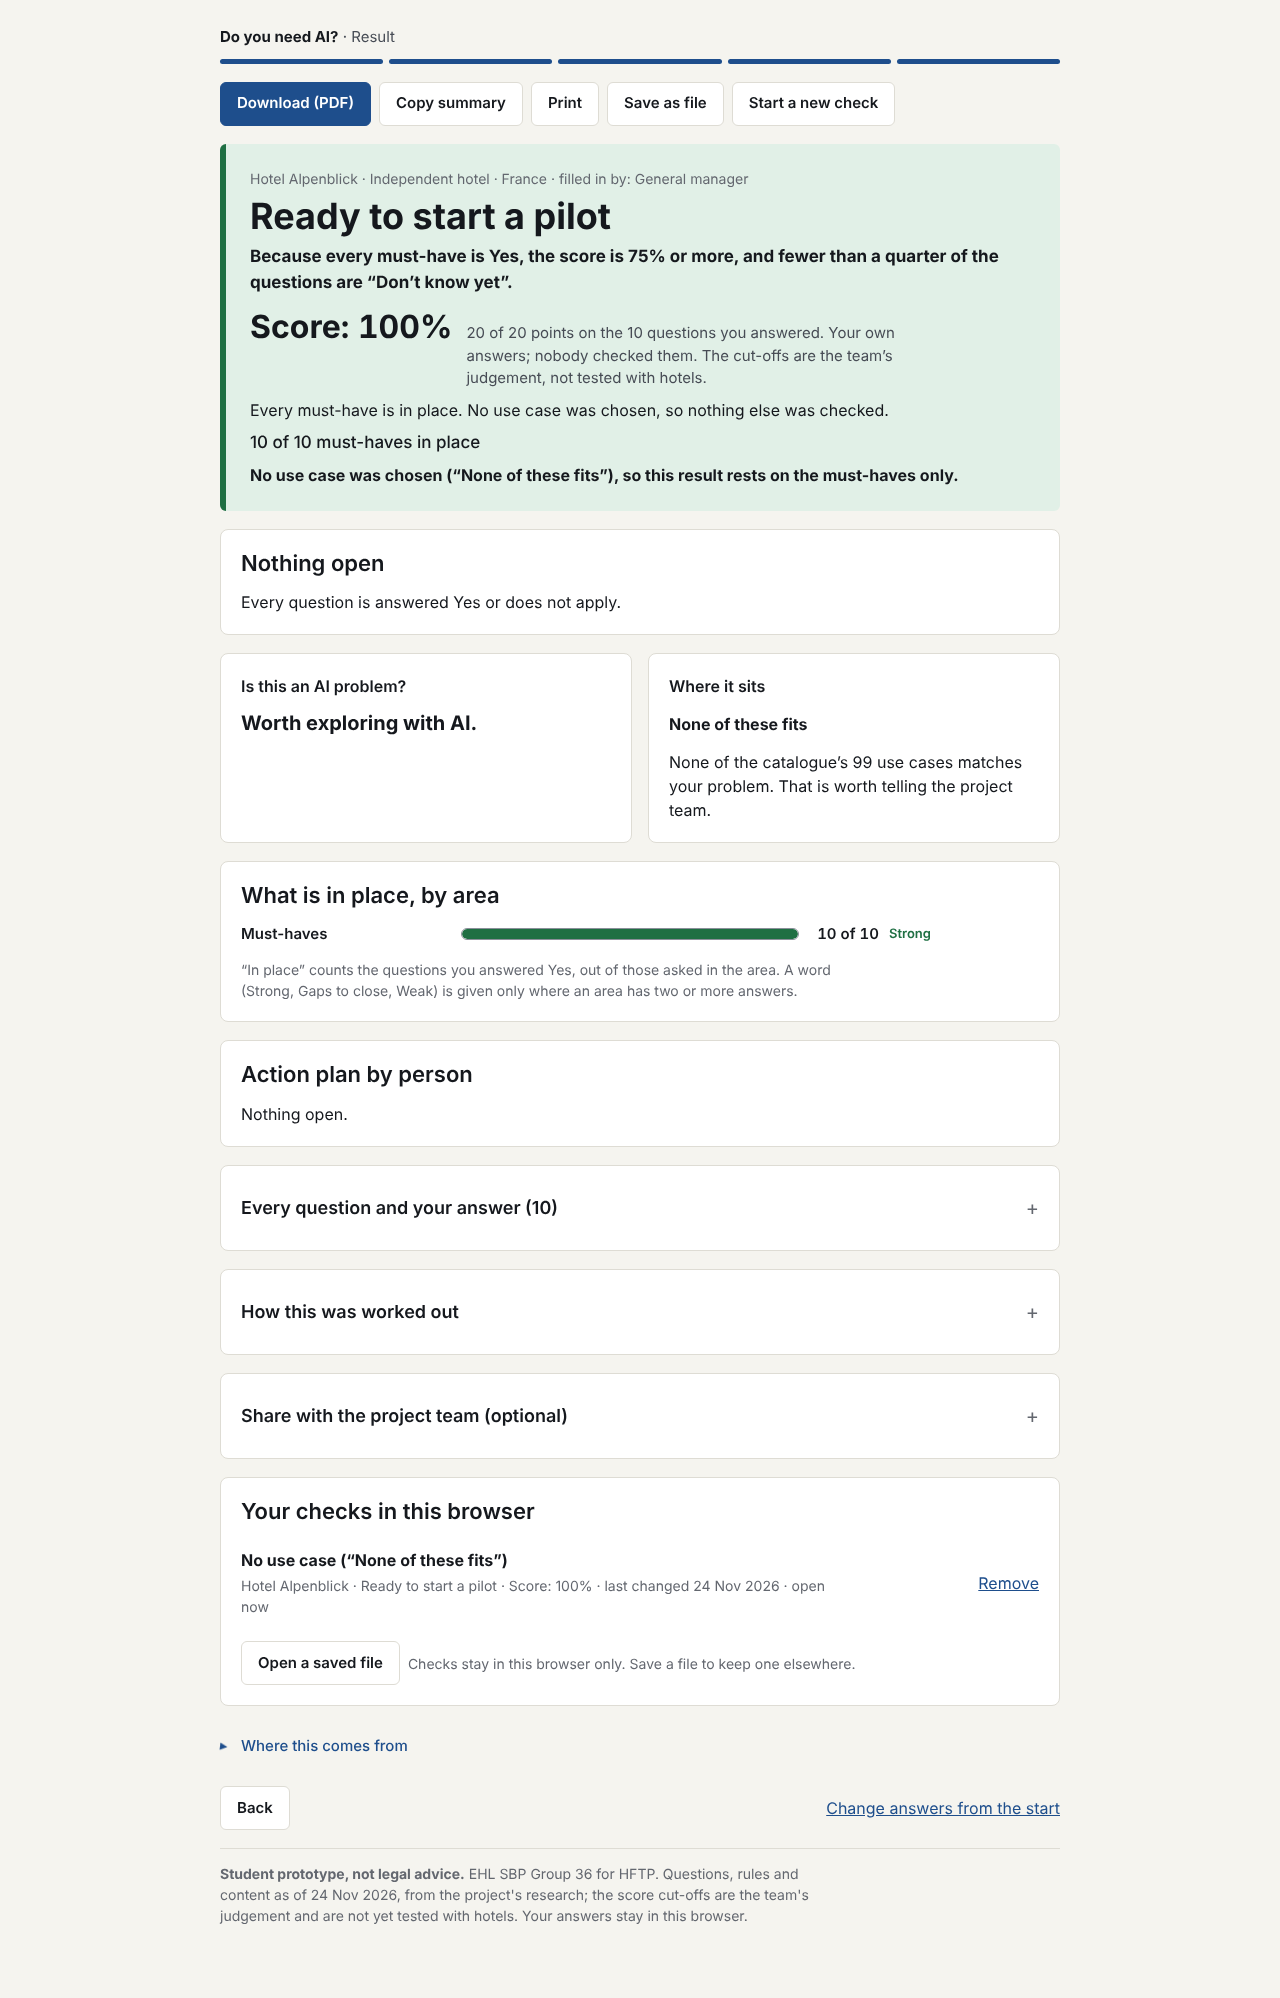 Do you need AI? · Result
Download (PDF)
Copy summary
Print
Save as file
Start a new check
Hotel Alpenblick · Independent hotel · France · filled in by: General manager
Ready to start a pilot
Because every must-have is Yes, the score is 75% or more, and fewer than a quarter of the
questions are “Don’t know yet”.
Score: 100%
20 of 20 points on the 10 questions you answered. Your own
answers; nobody checked them. The cut-offs are the team’s
judgement, not tested with hotels.
Every must-have is in place. No use case was chosen, so nothing else was checked.
10 of 10 must-haves in place
No use case was chosen (“None of these fits”), so this result rests on the must-haves only.
Nothing open
Every question is answered Yes or does not apply.
Is this an AI problem?
Worth exploring with AI.
Where it sits
None of these fits
None of the catalogue’s 99 use cases matches
your problem. That is worth telling the project
team.
What is in place, by area
Must-haves
10 of 10 Strong
“In place” counts the questions you answered Yes, out of those asked in the area. A word
(Strong, Gaps to close, Weak) is given only where an area has two or more answers.
Action plan by person
Nothing open.
Every question and your answer (10)
+
How this was worked out
+
Share with the project team (optional)
+
Your checks in this browser
No use case (“None of these fits”)
Hotel Alpenblick · Ready to start a pilot · Score: 100% · last changed 24 Nov 2026 · open
now
Remove
Open a saved file
Checks stay in this browser only. Save a file to keep one elsewhere.
▸ Where this comes from
Back
Change answers from the start
Student prototype, not legal advice. EHL SBP Group 36 for HFTP. Questions, rules and
content as of 24 Nov 2026, from the project's research; the score cut-offs are the team's
judgement and are not yet tested with hotels. Your answers stay in this browser.